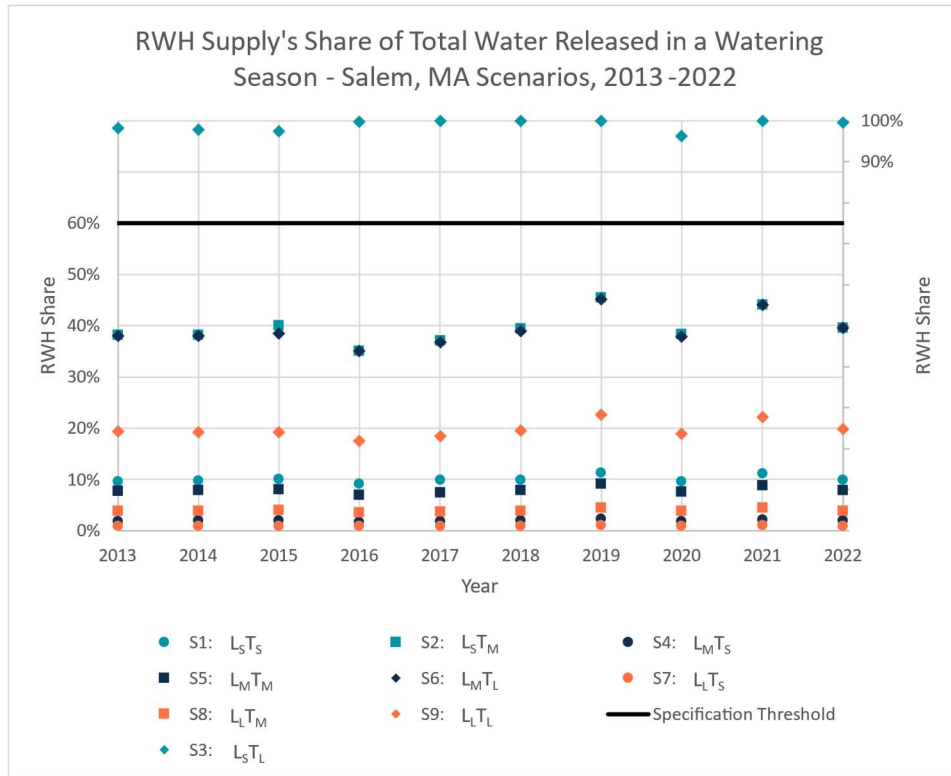 RWH Supply's Share of Total Water Released in a Watering
Season - Salem, MA Scenarios, 2013 -2022
100%
90%
60%
50%
40%
30%
20%
10%
0%
RWH Share
RWH Share
2013 2014 2015 2016 2017 2018 2019 2020 2021 2022
Year
S1: LSTS S2: LSTM S4: LMTS
S5: LMTM S6: LMTL S7: LLTS
S8: LLTM S9: LLTL Specification Threshold
S3: LSTL